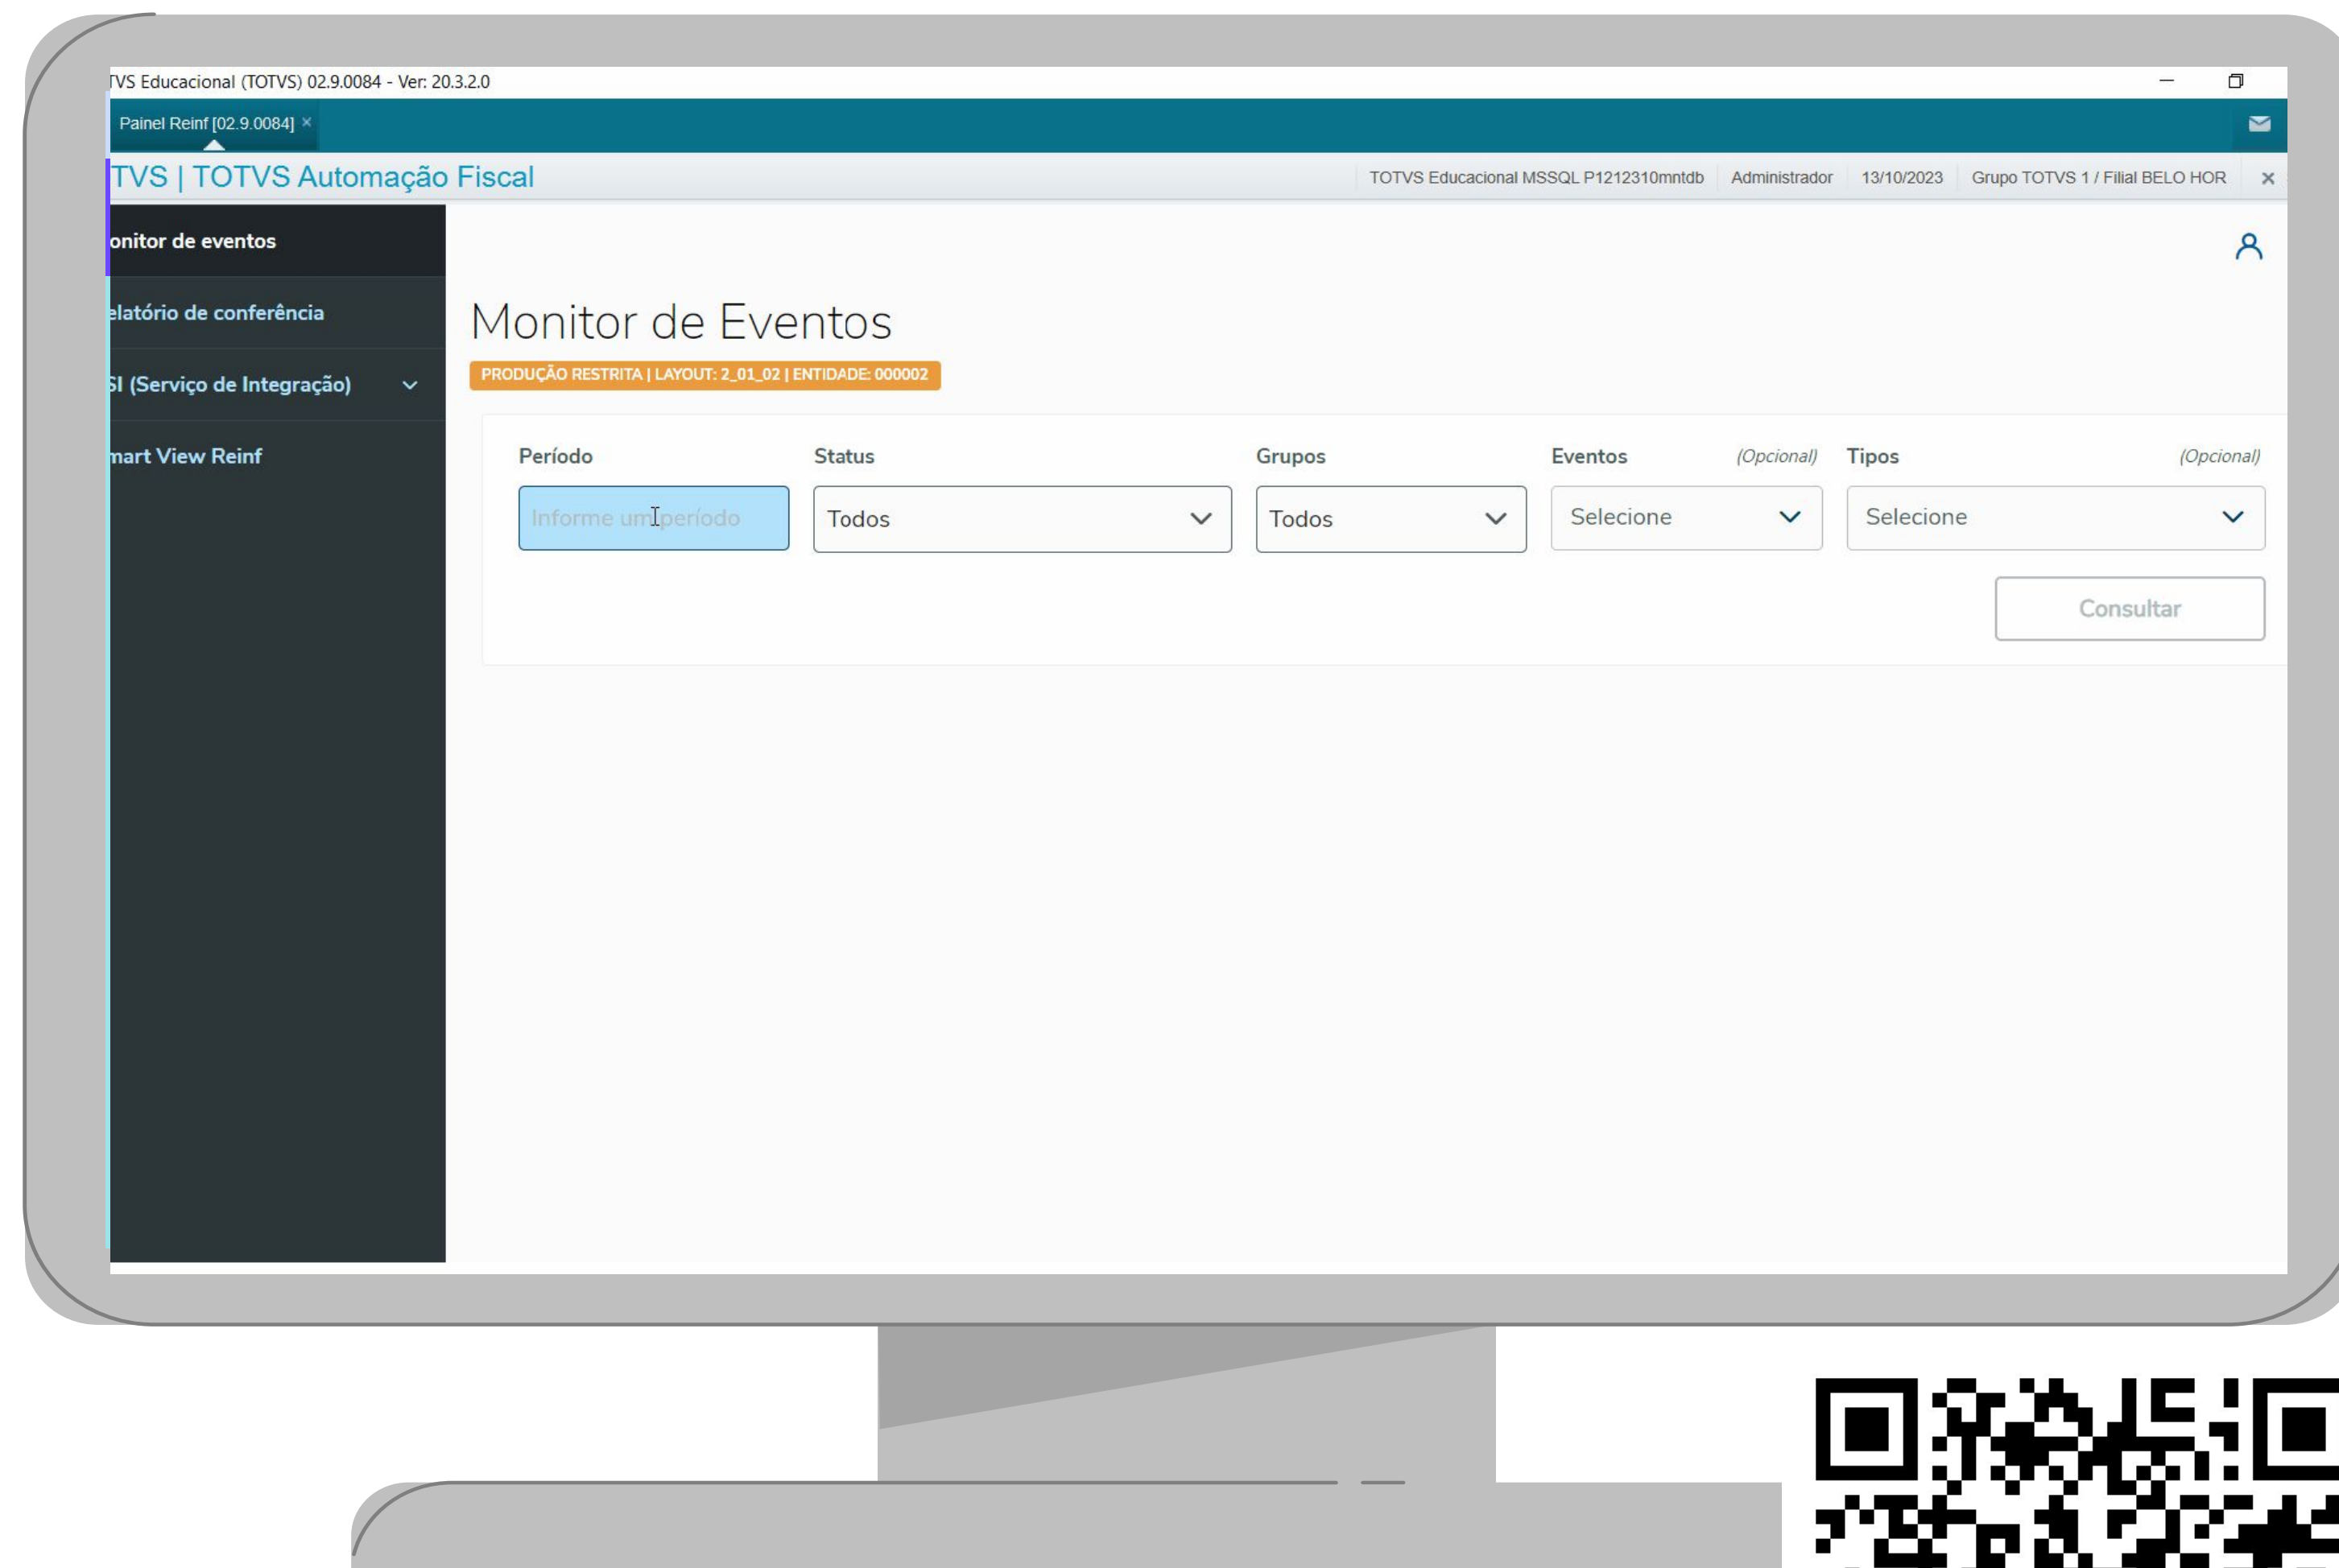 TVS Educacional (TOTVS) 02.9.0084 - Ver: 20.3.2.0
Painel Reinf [02.9.0084] ×
TVS | TOTVS Automação Fiscal
TOTVS Educacional MSSQL P1212310mntdb Administrador 13/10/2023 Grupo TOTVS 1 / Filial BELO HOR
onitor de eventos
elatório de conferência
SI (Serviço de Integração)
mart View Reinf
Monitor de Eventos
PRODUÇÃO RESTRITA | LAYOUT: 2_01_02 | ENTIDADE: 000002
Período Status Grupos Eventos (Opcional) Tipos (Opcional)
Informe um período Todos Todos Selecione Selecione
Consultar